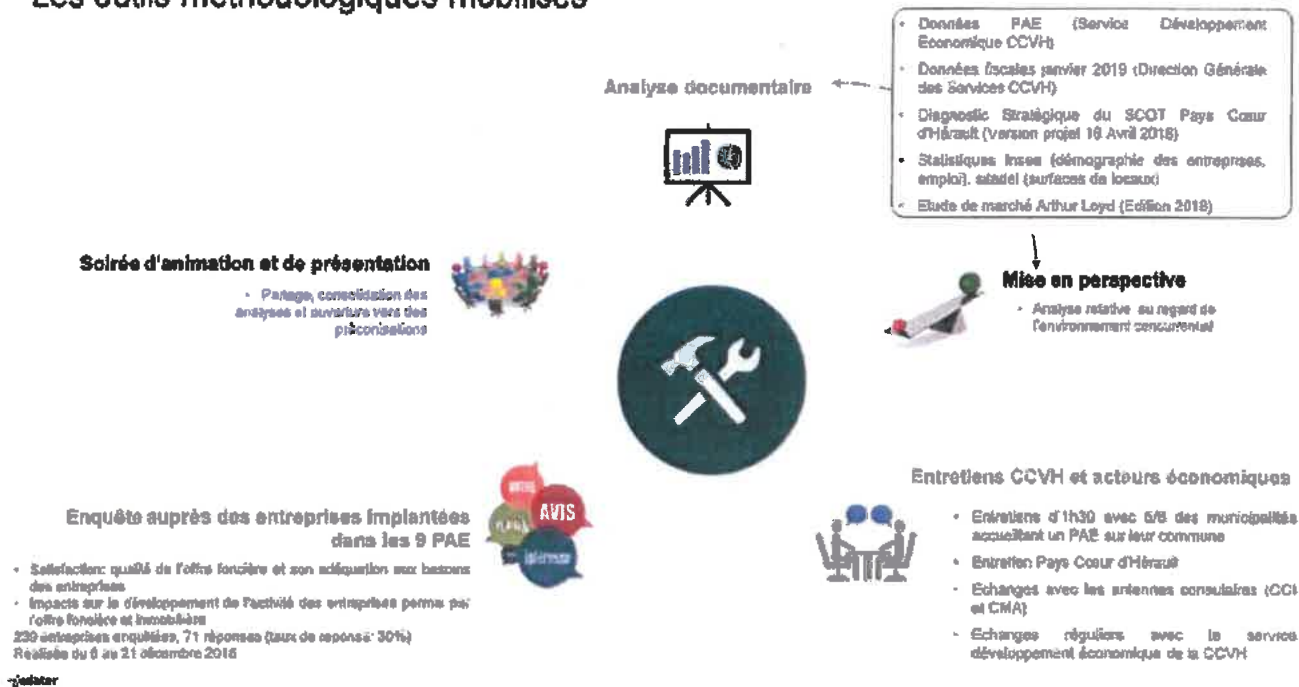 Les outils méthodologiques mobilisés
Analyse documentaire
• Données PAE (Service Développement
Economique CCVH)
• Données fiscales janvier 2019 (Direction Générale
des Services CCVH)
• Diagnostic Stratégique du SCOT Pays Cœur
d'Hérault (Version projet 16 Avril 2018)
• Statistiques Insee (démographie des entreprises,
emploi), sitadel (surfaces de locaux)
• Etude de marché Arthur Loyd (Edition 2018)
Soirée d'animation et de présentation
• Partage, consolidation des
analyses et ouverture vers des
préconisations
Mise en perspective
• Analyse relative au regard de
l'environnement concurrentiel
Enquête auprès des entreprises implantées
dans les 9 PAE
AVIS
• Satisfaction: qualité de l'offre foncière et son adéquation aux besoins
des entreprises
• Impacts sur le développement de l'activité des entreprises permis par
l'offre foncière et immobilière
239 entreprises enquêtées, 71 réponses (taux de réponse: 30%)
Réalisée du 6 au 21 décembre 2018
Entretiens CCVH et acteurs économiques
• Entretiens d'1h30 avec 5/6 des municipalités
accueillant un PAE sur leur commune
• Entretien Pays Cœur d'Hérault
• Echanges avec les antennes consulaires (CCI
et CMA)
• Echanges réguliers avec le service
développement économique de la CCVH